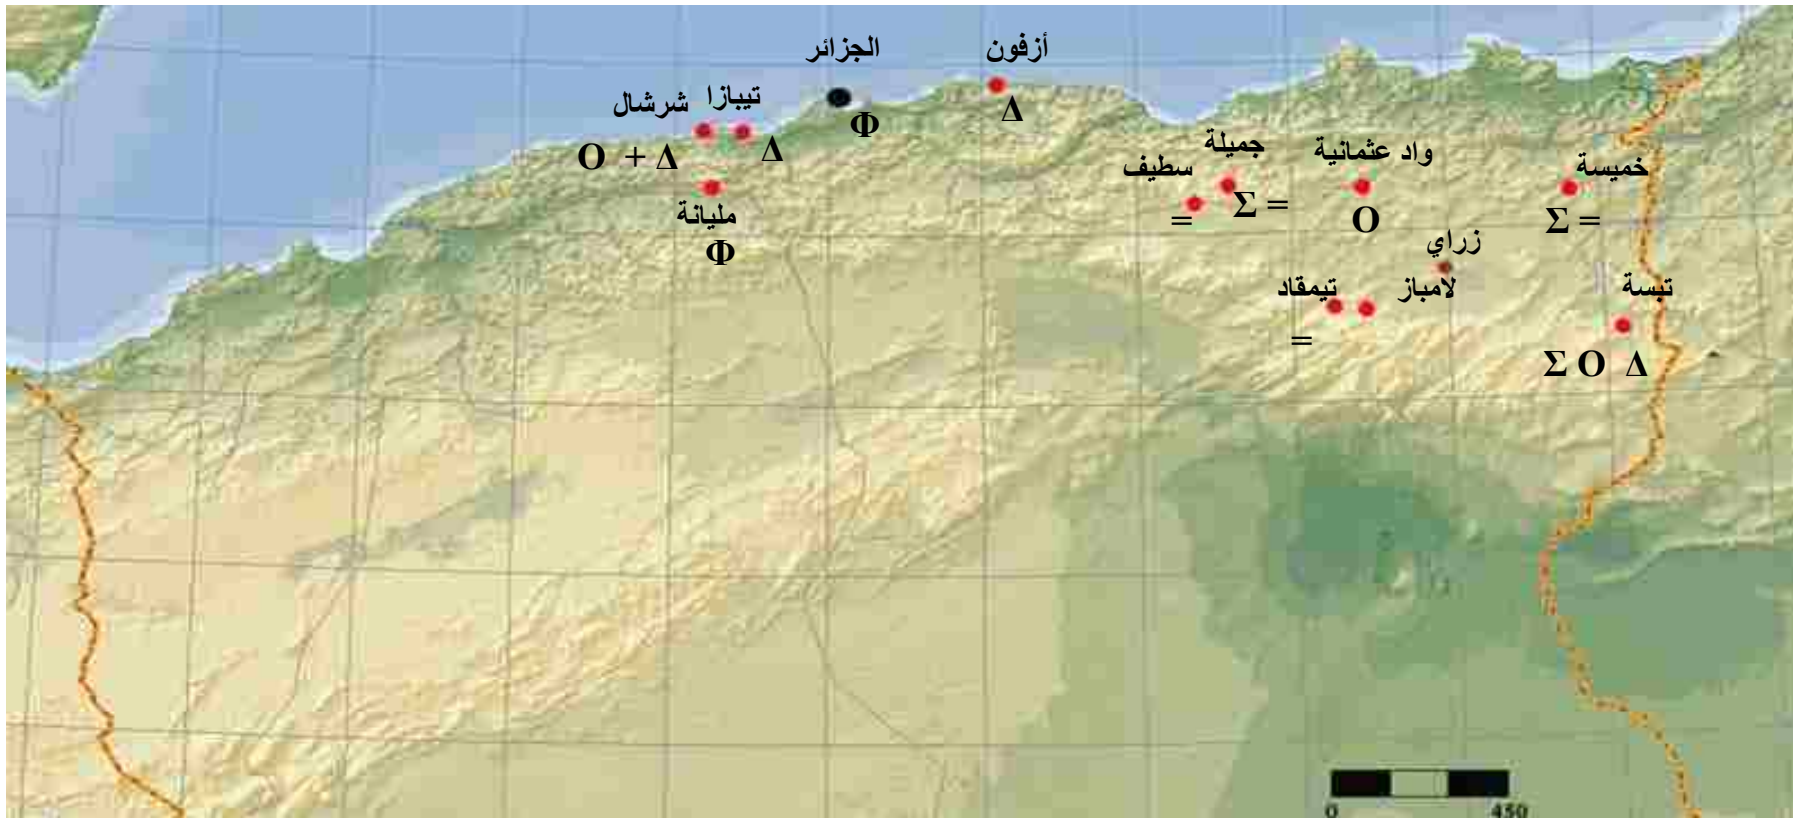 الجزائر
أزفون
شرشال تيبازا
Φ
Δ
O + Δ
Δ
مليانة
Φ
سطيف
=
جميلة
Σ =
واد عثمانية
O
خميسة
Σ =
زراي
تيمقاد
=
لامباز
تبسة
Σ O Δ
0 450